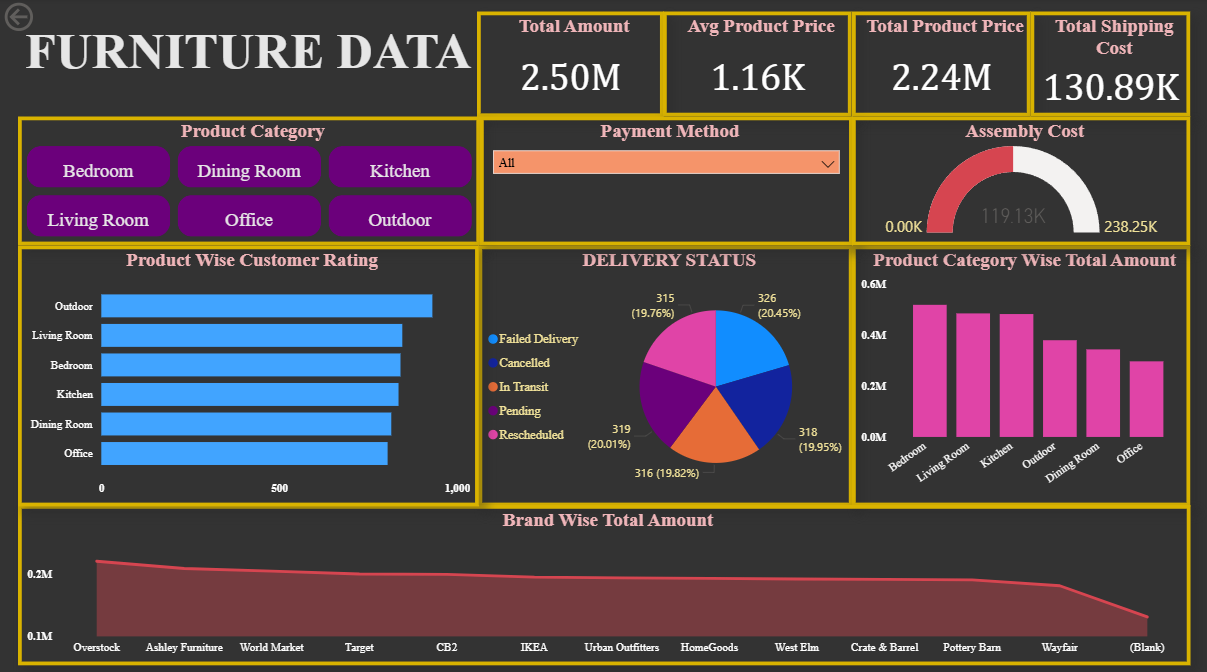 FURNITURE DATA
Total Amount
2.50M
Avg Product Price
1.16K
Total Product Price
2.24M
Total Shipping
Cost
130.89K
Product Category
Bedroom
Dining Room
Kitchen
Living Room
Office
Outdoor
Payment Method
All
Assembly Cost
119.13K
0.00K
238.25K
Product Wise Customer Rating
Outdoor
Living Room
Bedroom
Kitchen
Dining Room
Office
0
500
1,000
DELIVERY STATUS
Failed Delivery
Cancelled
In Transit
Pending
Rescheduled
315
(19.76%)
326
(20.45%)
319
(20.01%)
318
(19.95%)
316 (19.82%)
Product Category Wise Total Amount
0.6M
0.4M
0.2M
0.0M
Bedroom
Living Room
Kitchen
Outdoor
Dining Room
Office
Brand Wise Total Amount
0.2M
0.1M
Overstock
Ashley Furniture
World Market
Target
CB2
IKEA
Urban Outfitters
HomeGoods
West Elm
Crate & Barrel
Pottery Barn
Wayfair
(Blank)